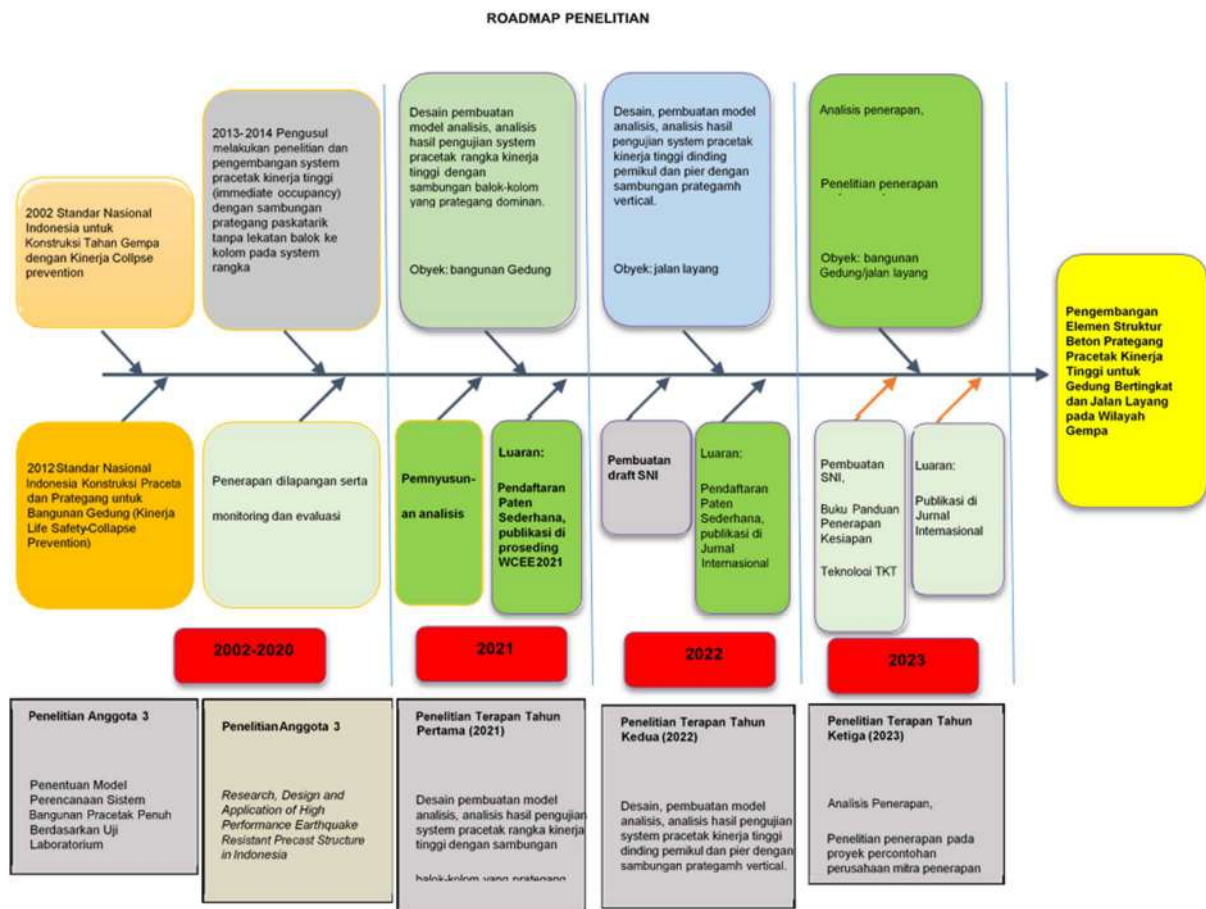 ROADMAP PENELITIAN
2002 Standar Nasional
Indonesia untuk
Konstruksi Tahan Gempa
dengan Kinerja Collpse
prevention
2013-2014 Pengusul
melakukan penelitian dan
pengembangan system
pracetak kinerja tinggi
(immediate occupancy)
dengan sambungan
prategang paskatarik
tanpa lekatan balok ke
kolom pada system
rangka
Desain pembuatan
model analisis, analisis
hasil pengujian system
pracetak rangka kinerja
tinggi dengan
sambungan balok-kolom
yang prategang dominan.
Obyek: bangunan Gedung
Desain, pembuatan model
analisis, analisis hasil
pengujian system pracetak
kinerja tinggi dinding
pemikul dan pier dengan
sambungan prategamh
vertical.
Obyek: jalan layang
Analisis penerapan,
Penelitian penerapan
Obyek: bangunan
Gedung/jalan layang
Pengembangan
Elemen Struktur
Beton Prategang
Pracetak Kinerja
Tinggi untuk
Gedung Bertingkat
dan Jalan Layang
pada Wilayah
Gempa
2012 Standar Nasional
Indonesia Konstruksi Praceta
dan Prategang untuk
Bangunan Gedung (Kinerja
Life Safety-Collapse
Prevention)
Penerapan dilapangan serta
monitoring dan evaluasi
Pemnyusun-
an analisis
Luaran:
Pendaftaran
Paten
Sederhana,
publikasi di
proseding
WCEE2021
Pembuatan
draft SNI
Luaran:
Pendaftaran
Paten
Sederhana,
publikasi di
Jurnal
Internasional
Pembuatan
SNI,
Buku Panduan
Penerapan
Kesiapan
Teknologi TKT
Luaran:
Publikasi di
Jurnal
Internasional
2002-2020
2021
2022
2023
Penelitian Anggota 3
Penentuan Model
Perencanaan Sistem
Bangunan Pracetak Penuh
Berdasarkan Uji
Laboratorium
Penelitian Anggota 3
Research, Design and
Application of High
Performance Earthquake
Resistant Precast Structure
in Indonesia
Penelitian Terapan Tahun
Pertama (2021)
Desain pembuatan model
analisis, analisis hasil pengujian
system pracetak rangka kinerja
tinggi dengan sambungan
balok-kolom yang prategang
Penelitian Terapan Tahun
Kedua (2022)
Desain, pembuatan model
analisis, analisis hasil pengujian
system pracetak kinerja tinggi
dinding pemikul dan pier dengan
sambungan prategamh vertical.
Penelitian Terapan Tahun
Ketiga (2023)
Analisis Penerapan,
Penelitian penerapan pada
proyek percontohan
perusahaan mitra penerapan